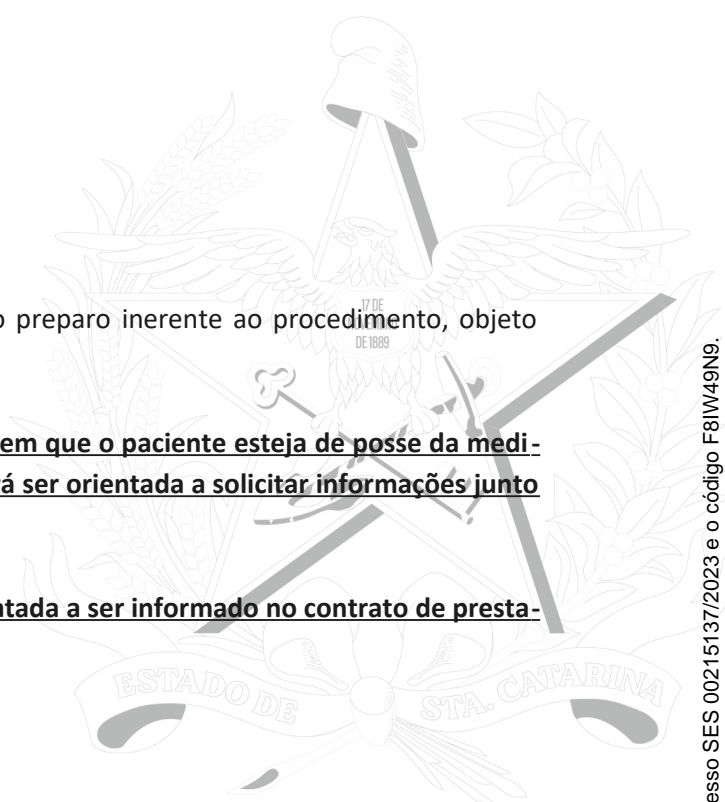 o preparo inerente ao procedimento, objeto
em que o paciente esteja de posse da medi-
rá ser orientada a solicitar informações junto
ntada a ser informado no contrato de presta-
17 DE
DE 1889
ESTADO DE STA. CATARINA
esso SES 00215137/2023 e o código F8IW49N9.